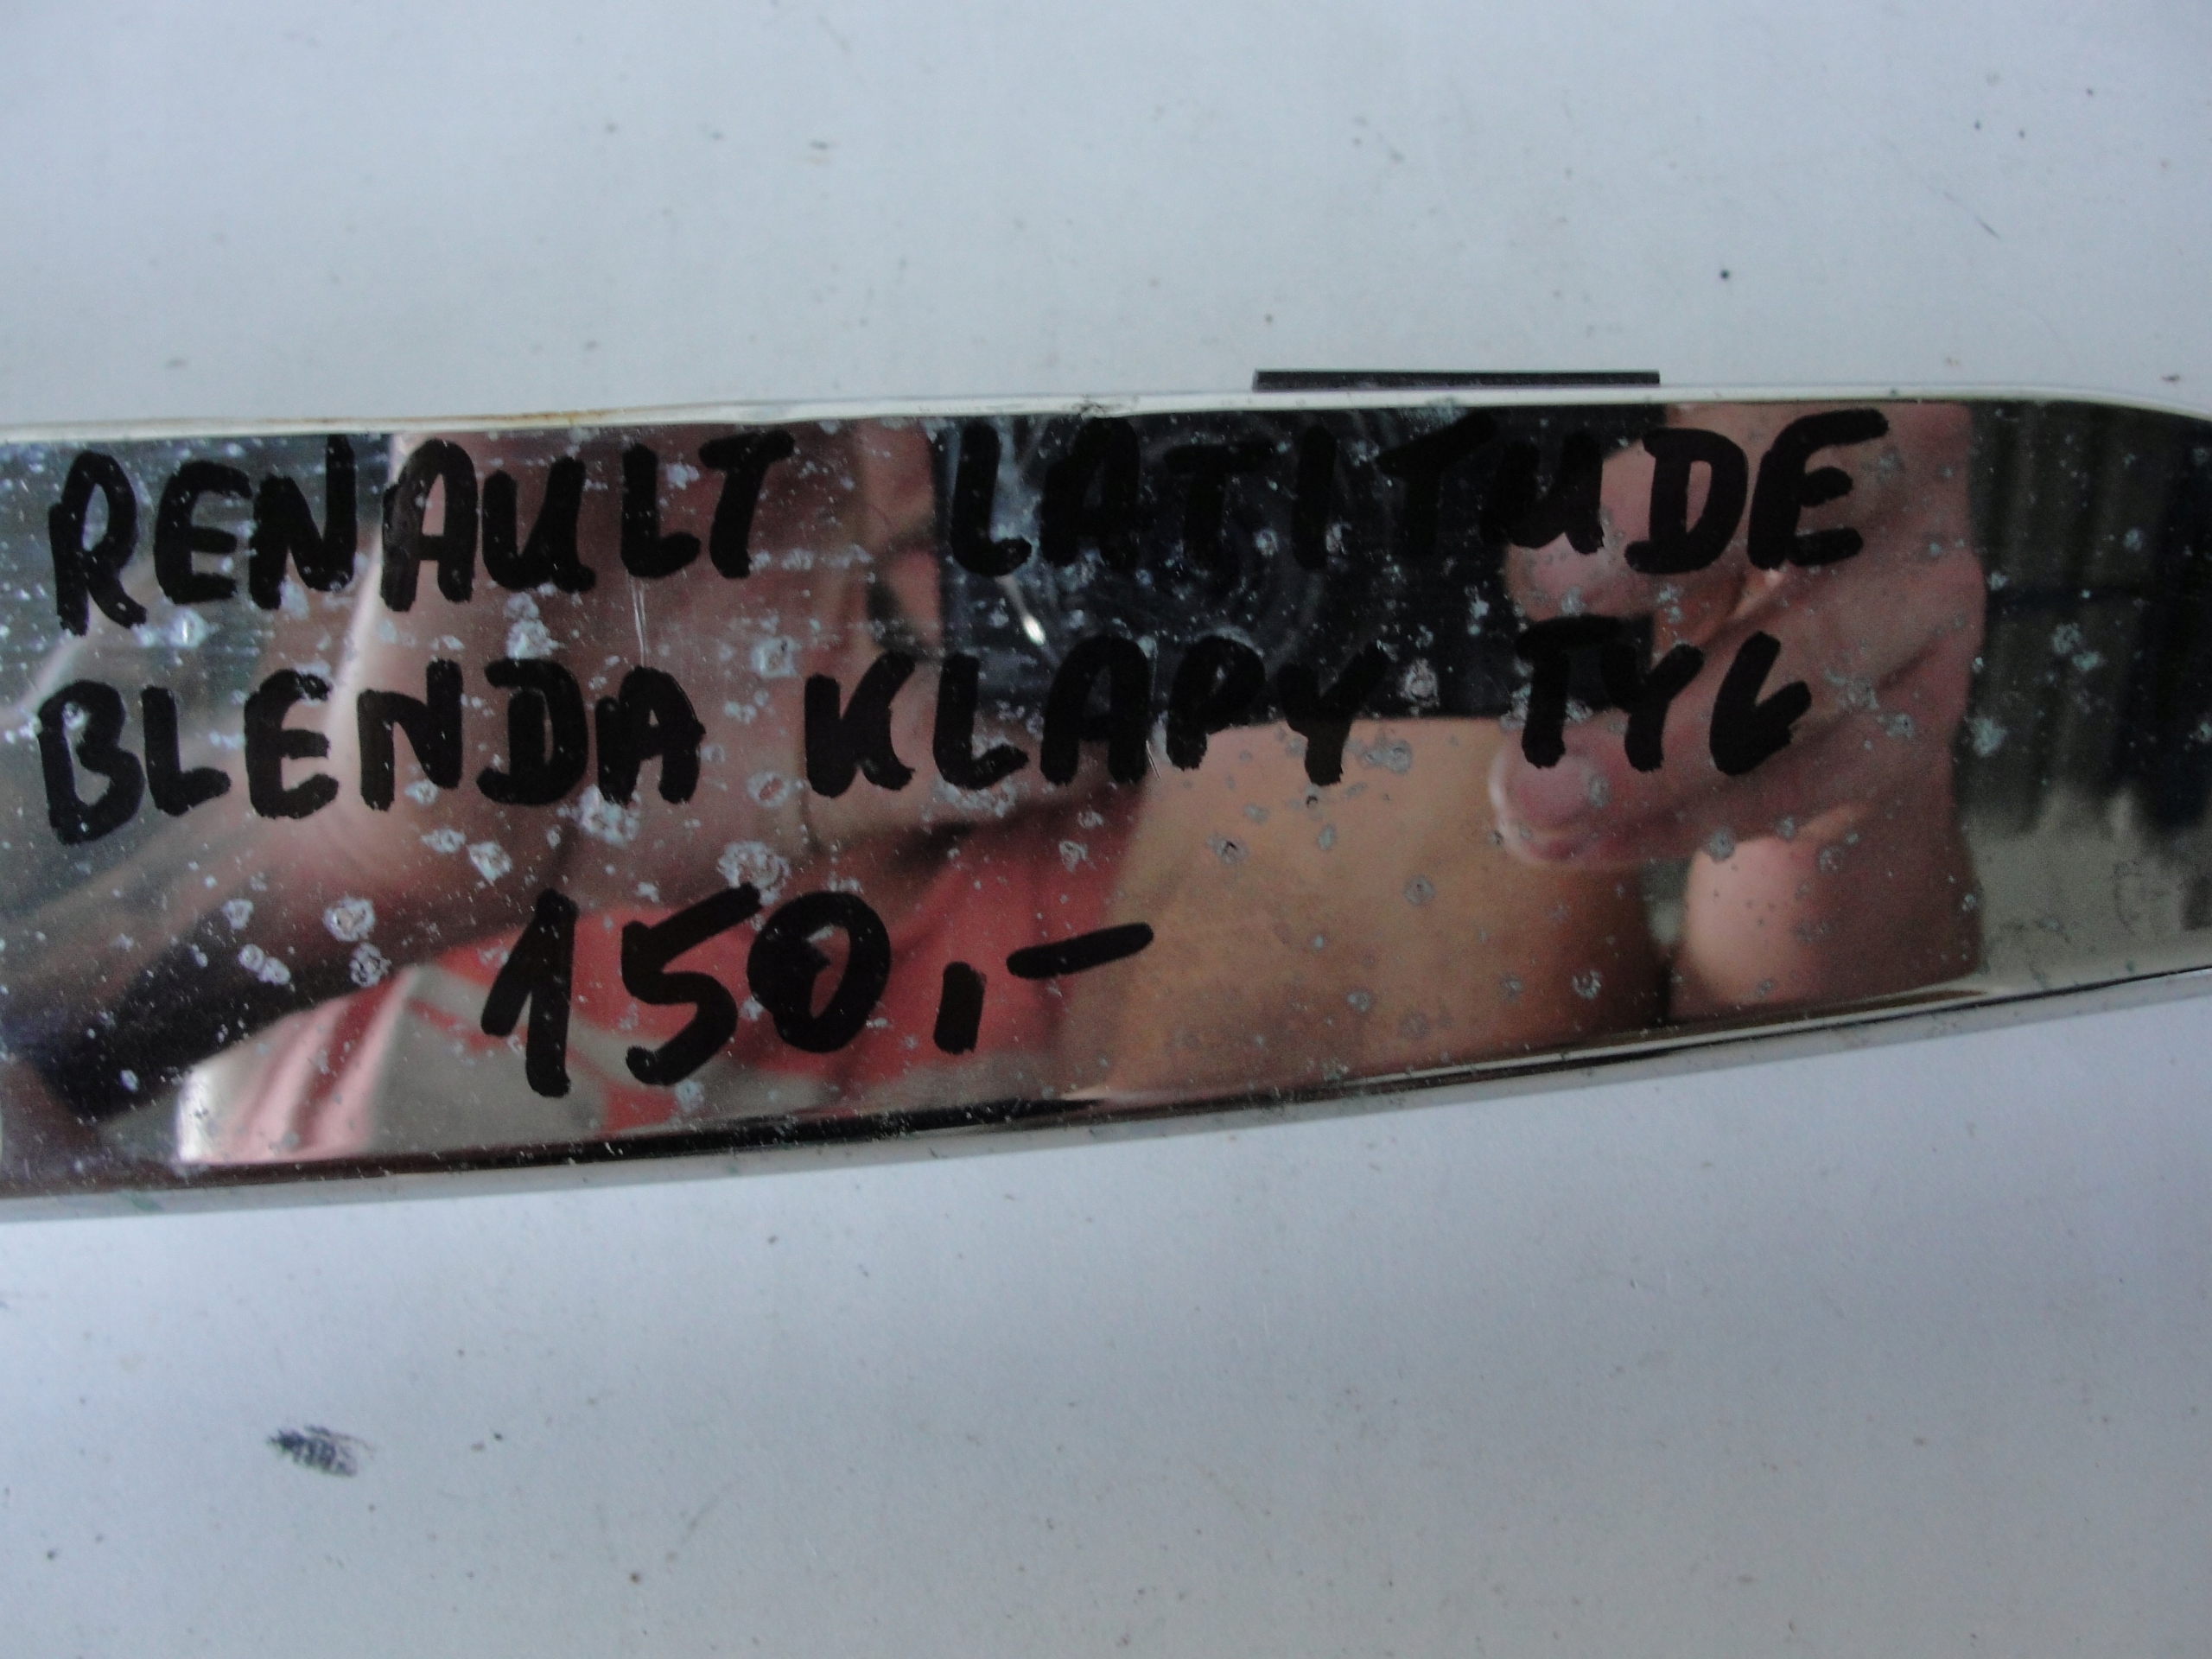 RENAULT LATITUDE
BLENDA KLAPY TYŁ
150,-